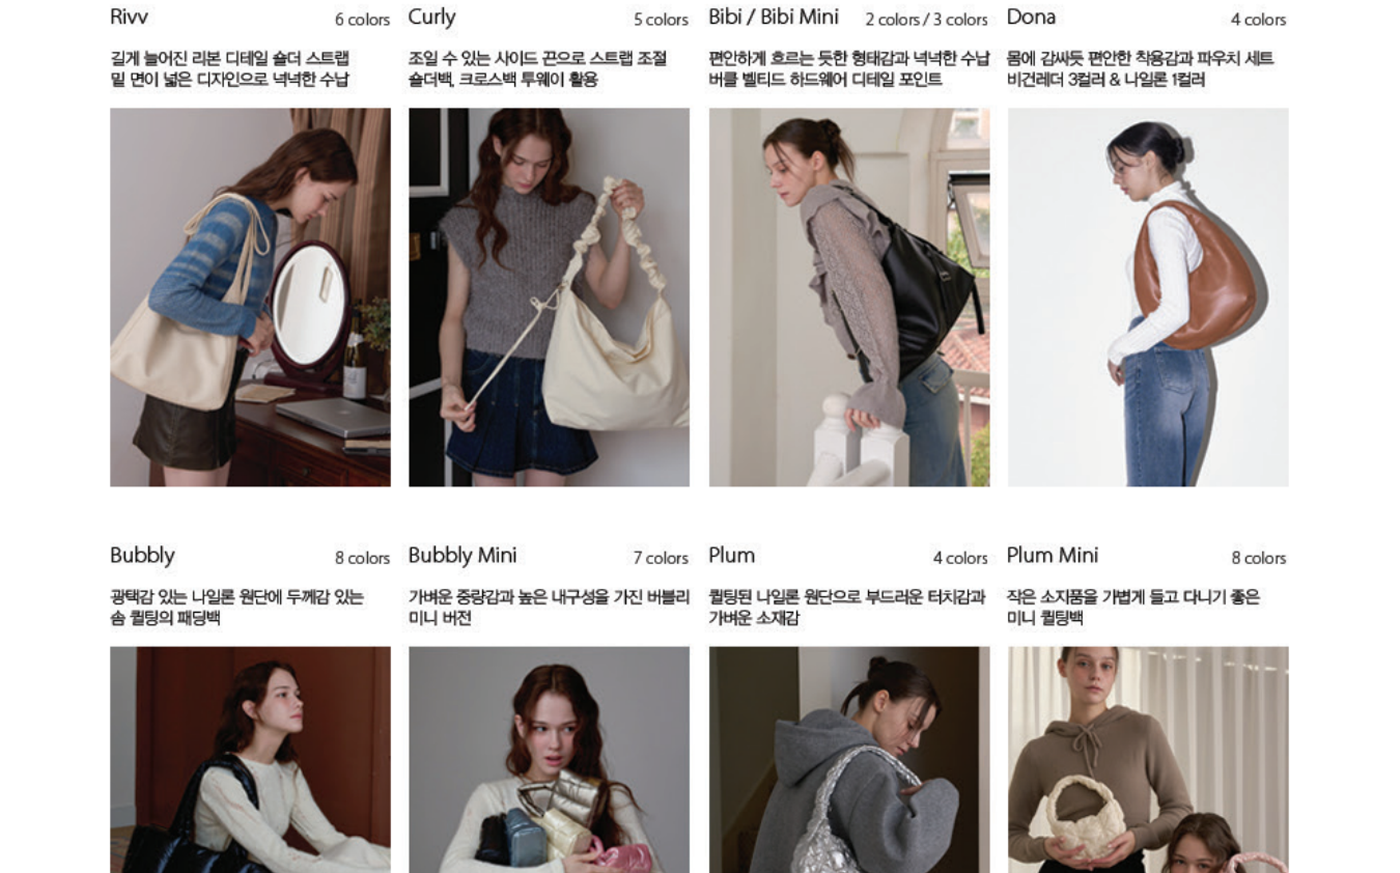 Rivv 6 colors
길게 늘어진 리본 디테일 숄더 스트랩
밑 면이 넓은 디자인으로 넉넉한 수납
Curly 5 colors
조일 수 있는 사이드 끈으로 스트랩 조절
숄더백, 크로스백 투웨이 활용
Bibi / Bibi Mini 2 colors / 3 colors
편안하게 흐르는 듯한 형태감과 넉넉한 수납
버클 벨티드 하드웨어 디테일 포인트
Dona 4 colors
몸에 감싸듯 편안한 착용감과 파우치 세트
비건레더 3컬러 & 나일론 1컬러
Bubbly 8 colors
광택감 있는 나일론 원단에 두께감 있는
솜 퀼팅의 패딩백
Bubbly Mini 7 colors
가벼운 중량감과 높은 내구성을 가진 버블리
미니 버전
Plum 4 colors
퀼팅된 나일론 원단으로 부드러운 터치감과
가벼운 소재감
Plum Mini 8 colors
작은 소지품을 가볍게 들고 다니기 좋은
미니 퀼팅백